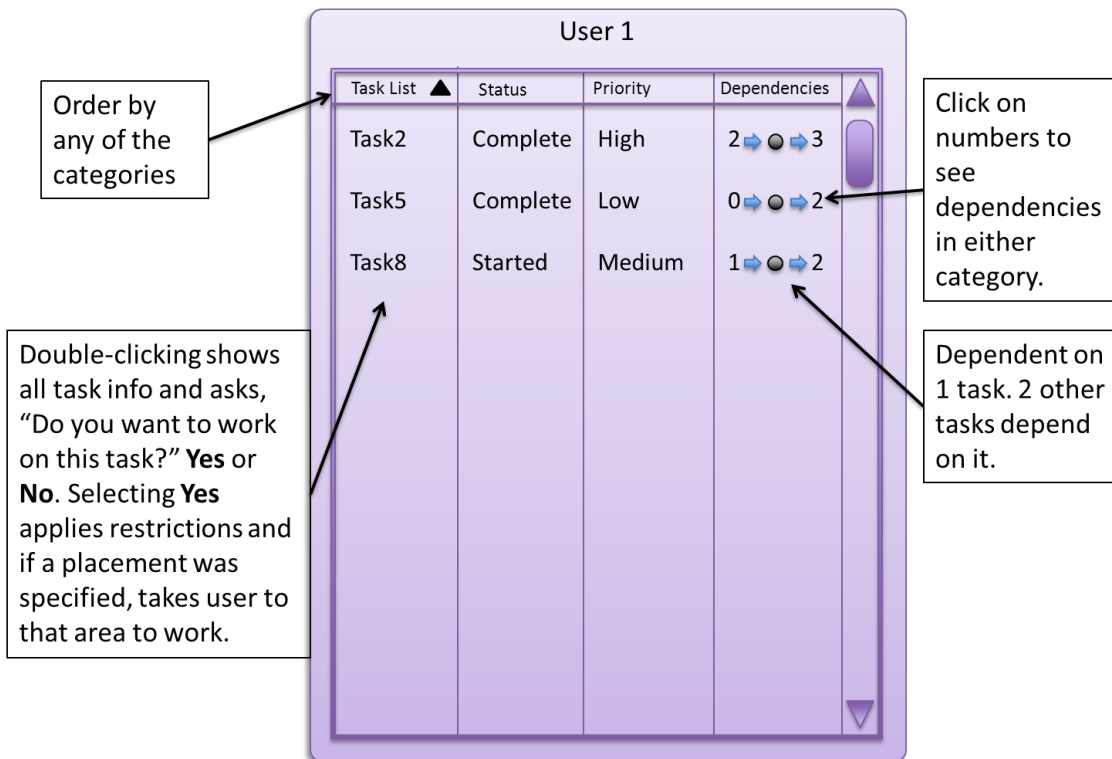 User 1
Task List Status Priority Dependencies
Task2 Complete High 2 3
Task5 Complete Low 0 2
Task8 Started Medium 1 2
Order by
any of the
categories
Click on
numbers to
see
dependencies
in either
category.
Double-clicking shows
all task info and asks,
“Do you want to work
on this task?” Yes or
No. Selecting Yes
applies restrictions and
if a placement was
specified, takes user to
that area to work.
Dependent on
1 task. 2 other
tasks depend
on it.